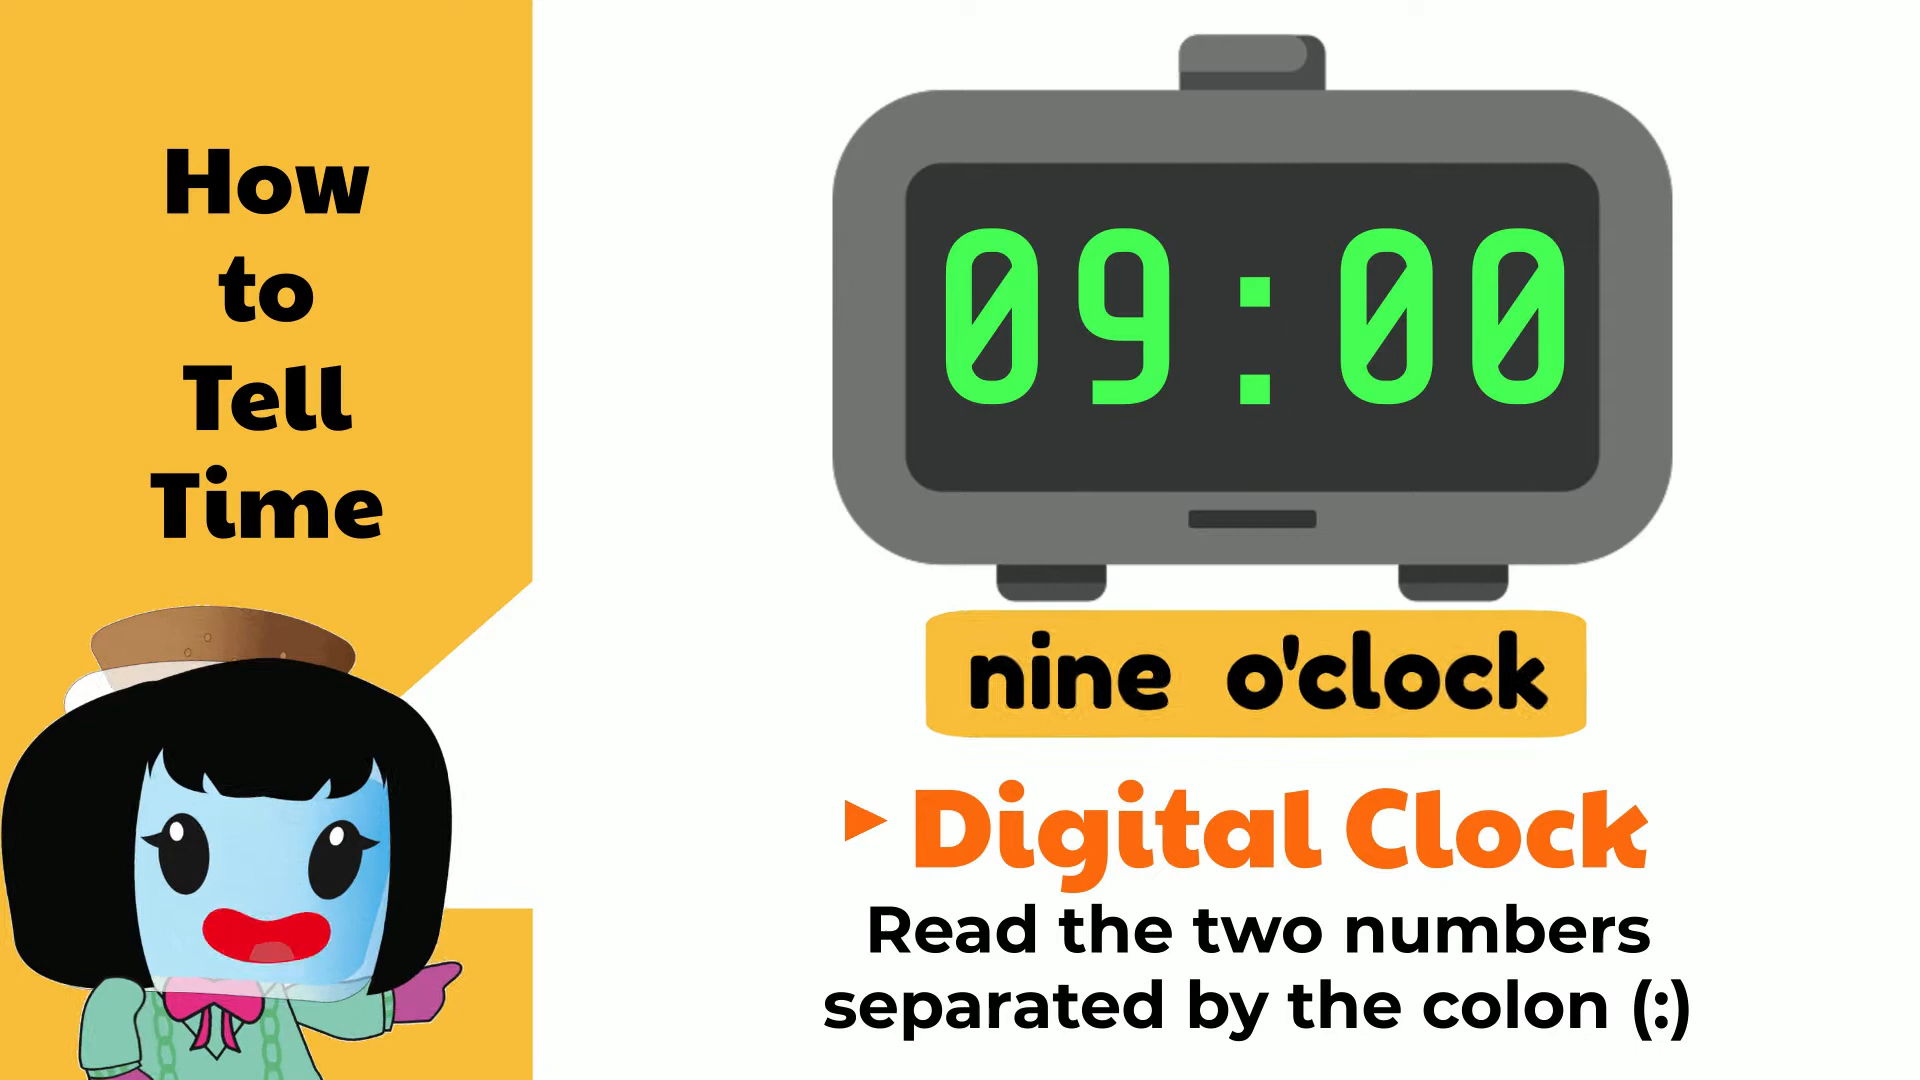 How
to
Tell
Time
09:00
nine o'clock
Digital Clock
Read the two numbers
separated by the colon (:)